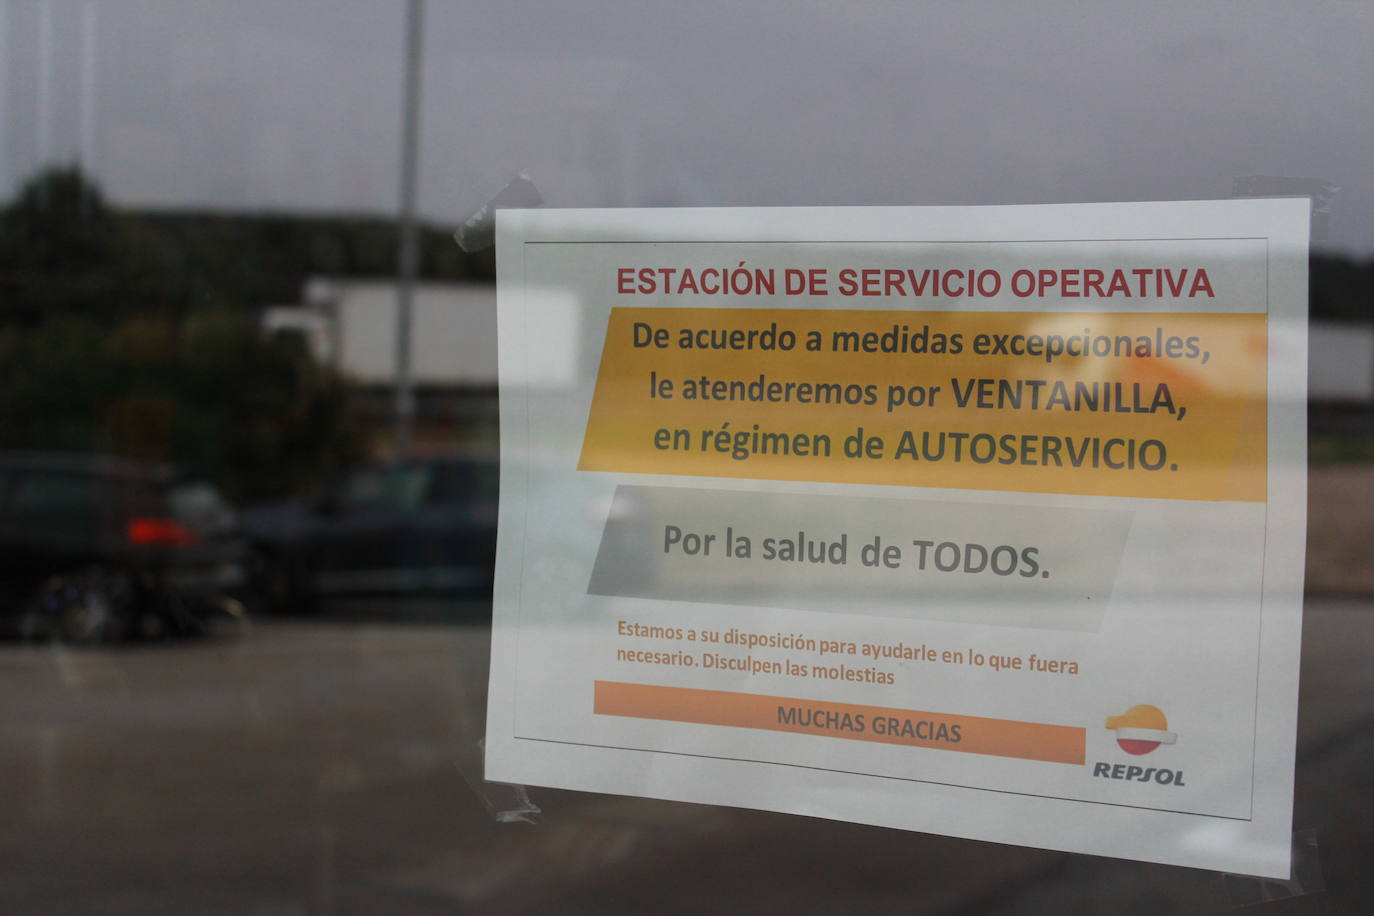 ESTACIÓN DE SERVICIO OPERATIVA
De acuerdo a medidas excepcionales,
le atenderemos por VENTANILLA,
en régimen de AUTOSERVICIO.
Por la salud de TODOS.
Estamos a su disposición para ayudarle en lo que fuera
necesario. Disculpen las molestias
MUCHAS GRACIAS
REPSOL